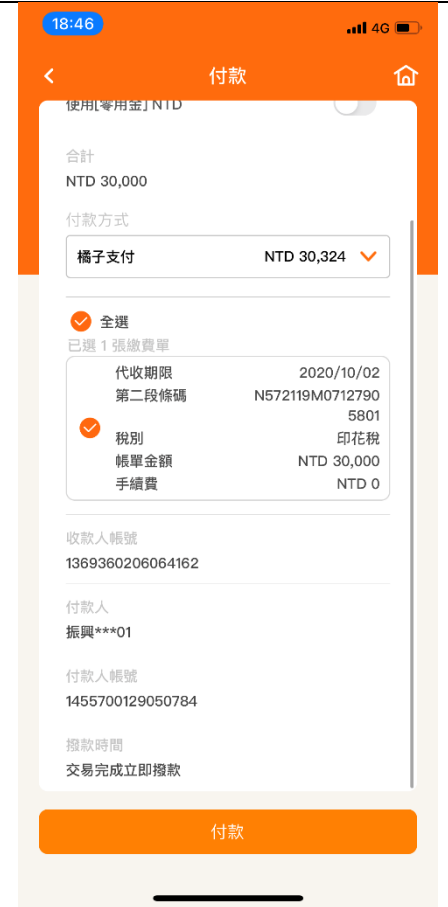 18:46
4G
付款
使用[零用金] NTD
合計
NTD 30,000
付款方式
橘子支付 NTD 30,324
全選
已選 1 張繳費單
代收期限 2020/10/02
第二段條碼 N572119M0712790
5801
稅別 印花稅
帳單金額 NTD 30,000
手續費 NTD 0
收款人帳號
1369360206064162
付款人
振興***01
付款人帳號
1455700129050784
撥款時間
交易完成立即撥款
付款